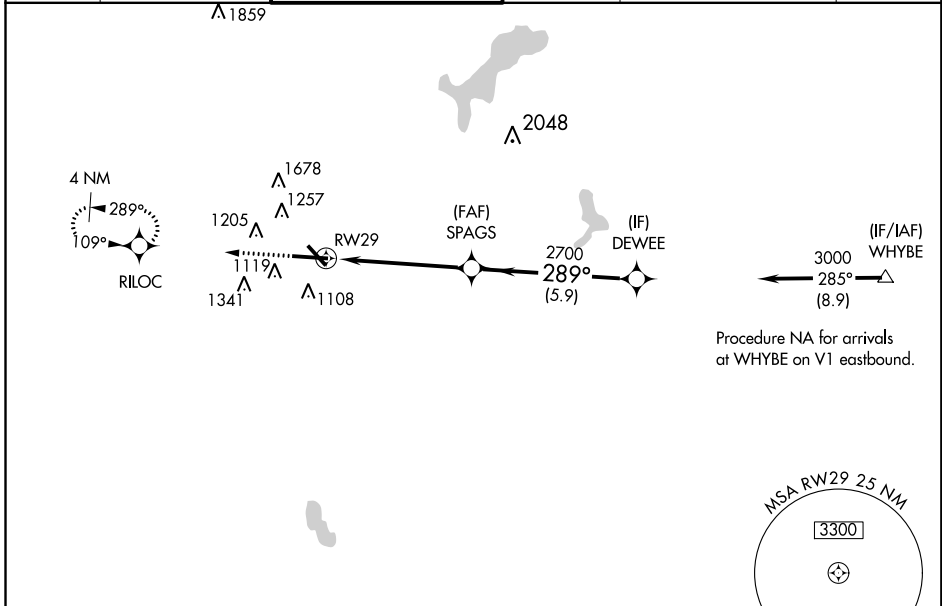 1859
2048
4 NM
289°
109°
RILOC
1678
1257
1205
RW29
1119
1341
1108
(FAF)
SPAGS
2700
289°
(5.9)
(IF)
DEWEE
(IF/IAF)
WHYBE
3000
285°
(8.9)
Procedure NA for arrivals
at WHYBE on V1 eastbound.
MSA RW29 25 NM
3300